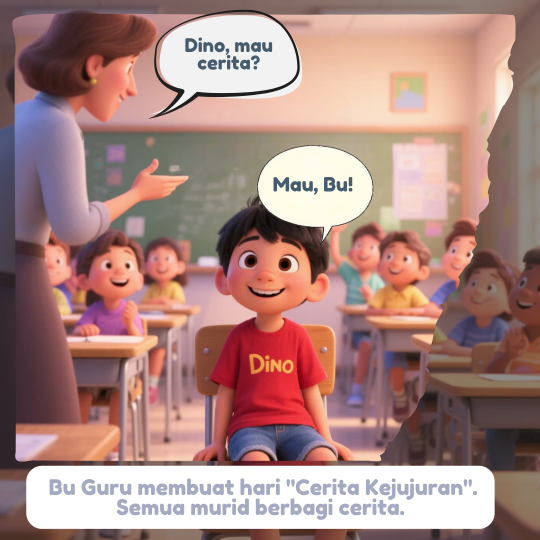 Dino, mau
cerita?
Mau, Bu!
Dino
Bu Guru membuat hari "Cerita Kejujuran".
Semua murid berbagi cerita.